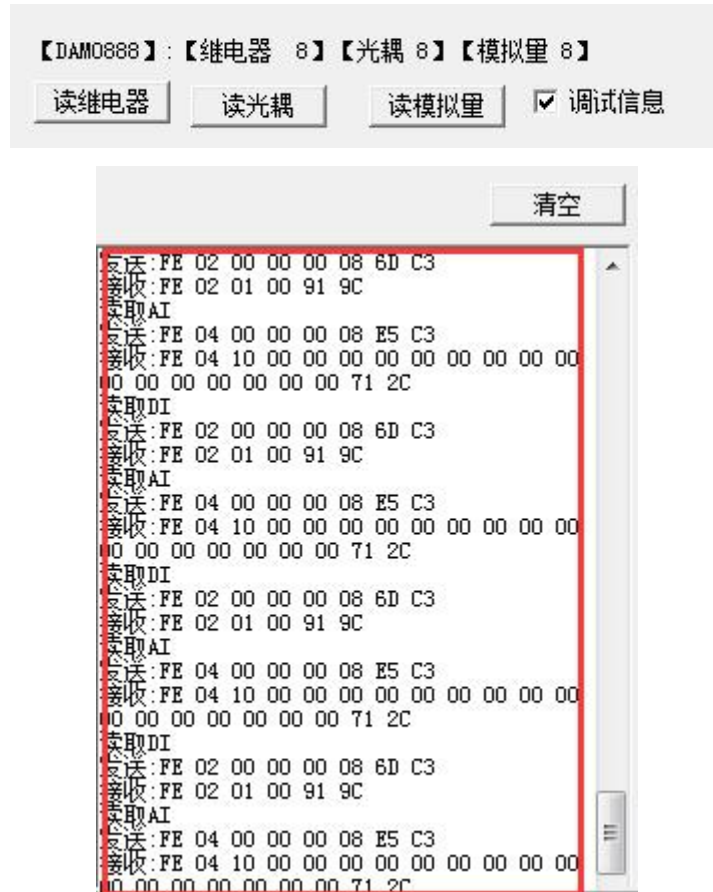 【DAM0888】:【继电器 8】【光耦 8】【模拟量 8】
读继电器 读光耦 读模拟量 调试信息
清空
发送:FE 02 00 00 00 08 6D C3
接收:FE 02 01 00 91 9C
读取AI
发送:FE 04 00 00 00 08 E5 C3
接收:FE 04 10 00 00 00 00 00 00 00 00 00
00 00 00 00 00 00 00 71 2C
读取DI
发送:FE 02 00 00 00 08 6D C3
接收:FE 02 01 00 91 9C
读取AI
发送:FE 04 00 00 00 08 E5 C3
接收:FE 04 10 00 00 00 00 00 00 00 00 00
00 00 00 00 00 00 00 71 2C
读取DI
发送:FE 02 00 00 00 08 6D C3
接收:FE 02 01 00 91 9C
读取AI
发送:FE 04 00 00 00 08 E5 C3
接收:FE 04 10 00 00 00 00 00 00 00 00 00
00 00 00 00 00 00 00 71 2C
读取DI
发送:FE 02 00 00 00 08 6D C3
接收:FE 02 01 00 91 9C
读取AI
发送:FE 04 00 00 00 08 E5 C3
接收:FE 04 10 00 00 00 00 00 00 00 00 00
00 00 00 00 00 00 00 71 2C